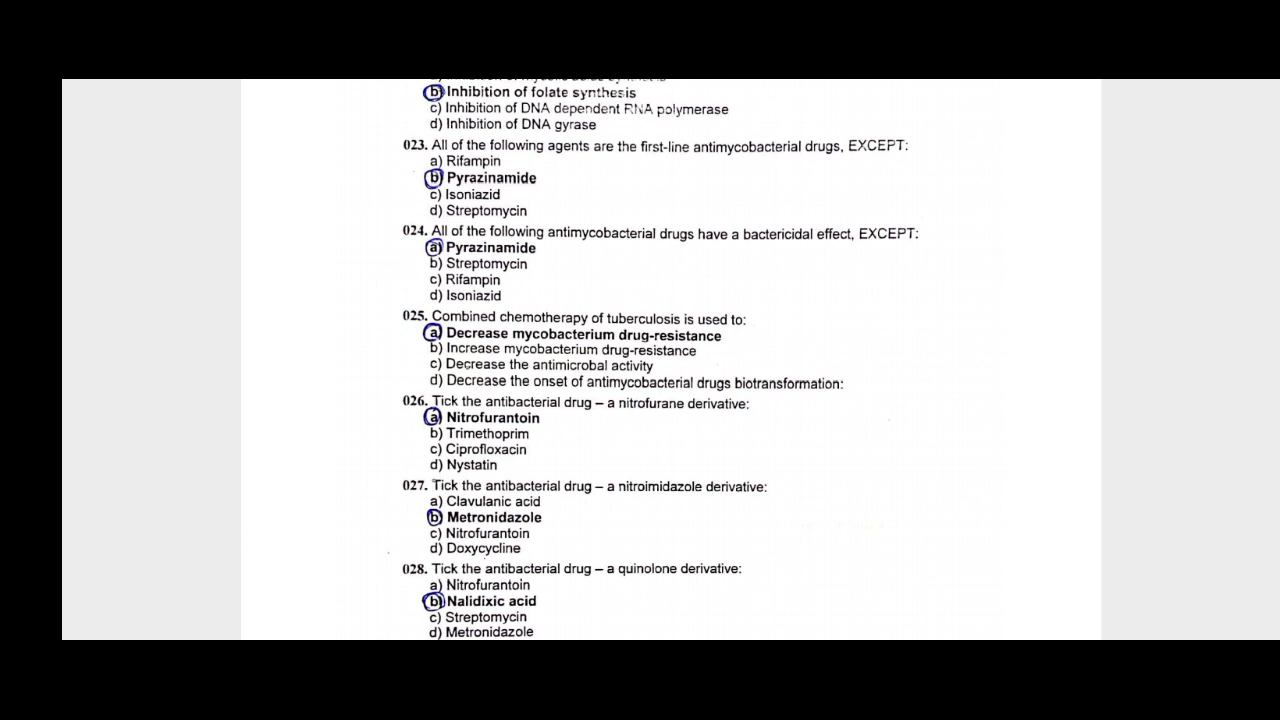 b) Inhibition of folate synthesis
c) Inhibition of DNA dependent RNA polymerase
d) Inhibition of DNA gyrase
023. All of the following agents are the first-line antimycobacterial drugs, EXCEPT:
a) Rifampin
b) Pyrazinamide
c) Isoniazid
d) Streptomycin
024. All of the following antimycobacterial drugs have a bactericidal effect, EXCEPT:
a) Pyrazinamide
b) Streptomycin
c) Rifampin
d) Isoniazid
025. Combined chemotherapy of tuberculosis is used to:
a) Decrease mycobacterium drug-resistance
b) Increase mycobacterium drug-resistance
c) Decrease the antimicrobal activity
d) Decrease the onset of antimycobacterial drugs biotransformation:
026. Tick the antibacterial drug – a nitrofurane derivative:
a) Nitrofurantoin
b) Trimethoprim
c) Ciprofloxacin
d) Nystatin
027. Tick the antibacterial drug – a nitroimidazole derivative:
a) Clavulanic acid
b) Metronidazole
c) Nitrofurantoin
d) Doxycycline
028. Tick the antibacterial drug – a quinolone derivative:
a) Nitrofurantoin
b) Nalidixic acid
c) Streptomycin
d) Metronidazole